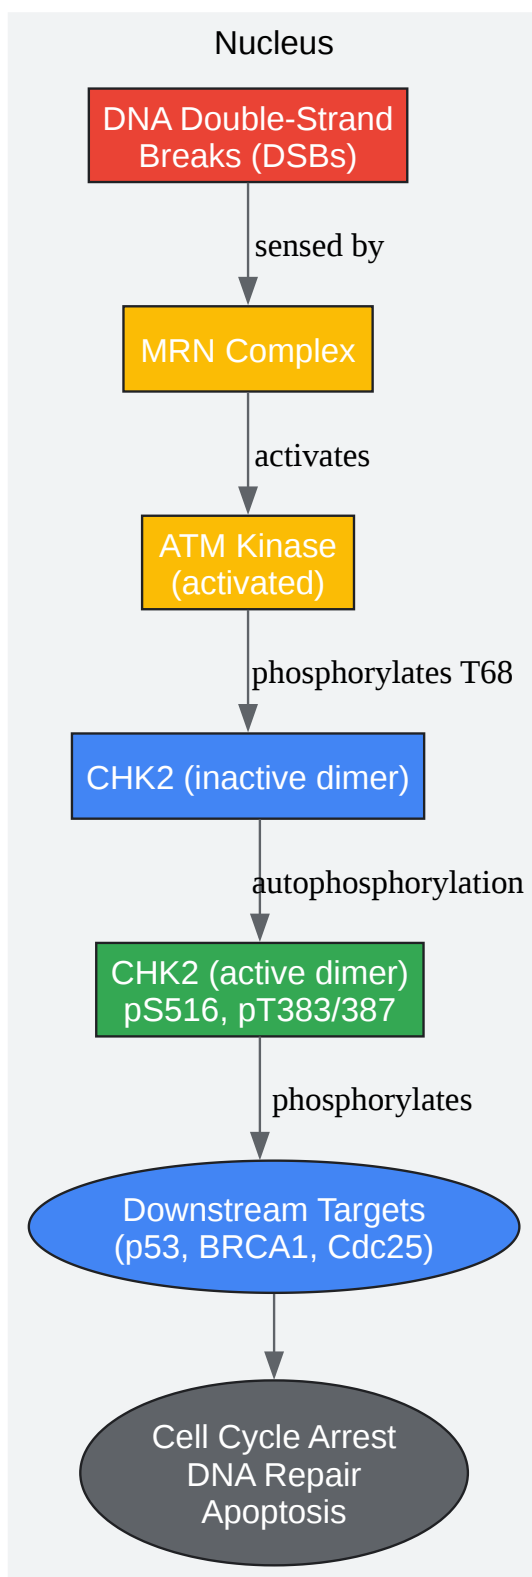 Nucleus
DNA Double-Strand
Breaks (DSBs)
sensed by
MRN Complex
activates
ATM Kinase
(activated)
phosphorylates T68
CHK2 (inactive dimer)
autophosphorylation
CHK2 (active dimer)
pS516, pT383/387
phosphorylates
Downstream Targets
(p53, BRCA1, Cdc25)
Cell Cycle Arrest
DNA Repair
Apoptosis